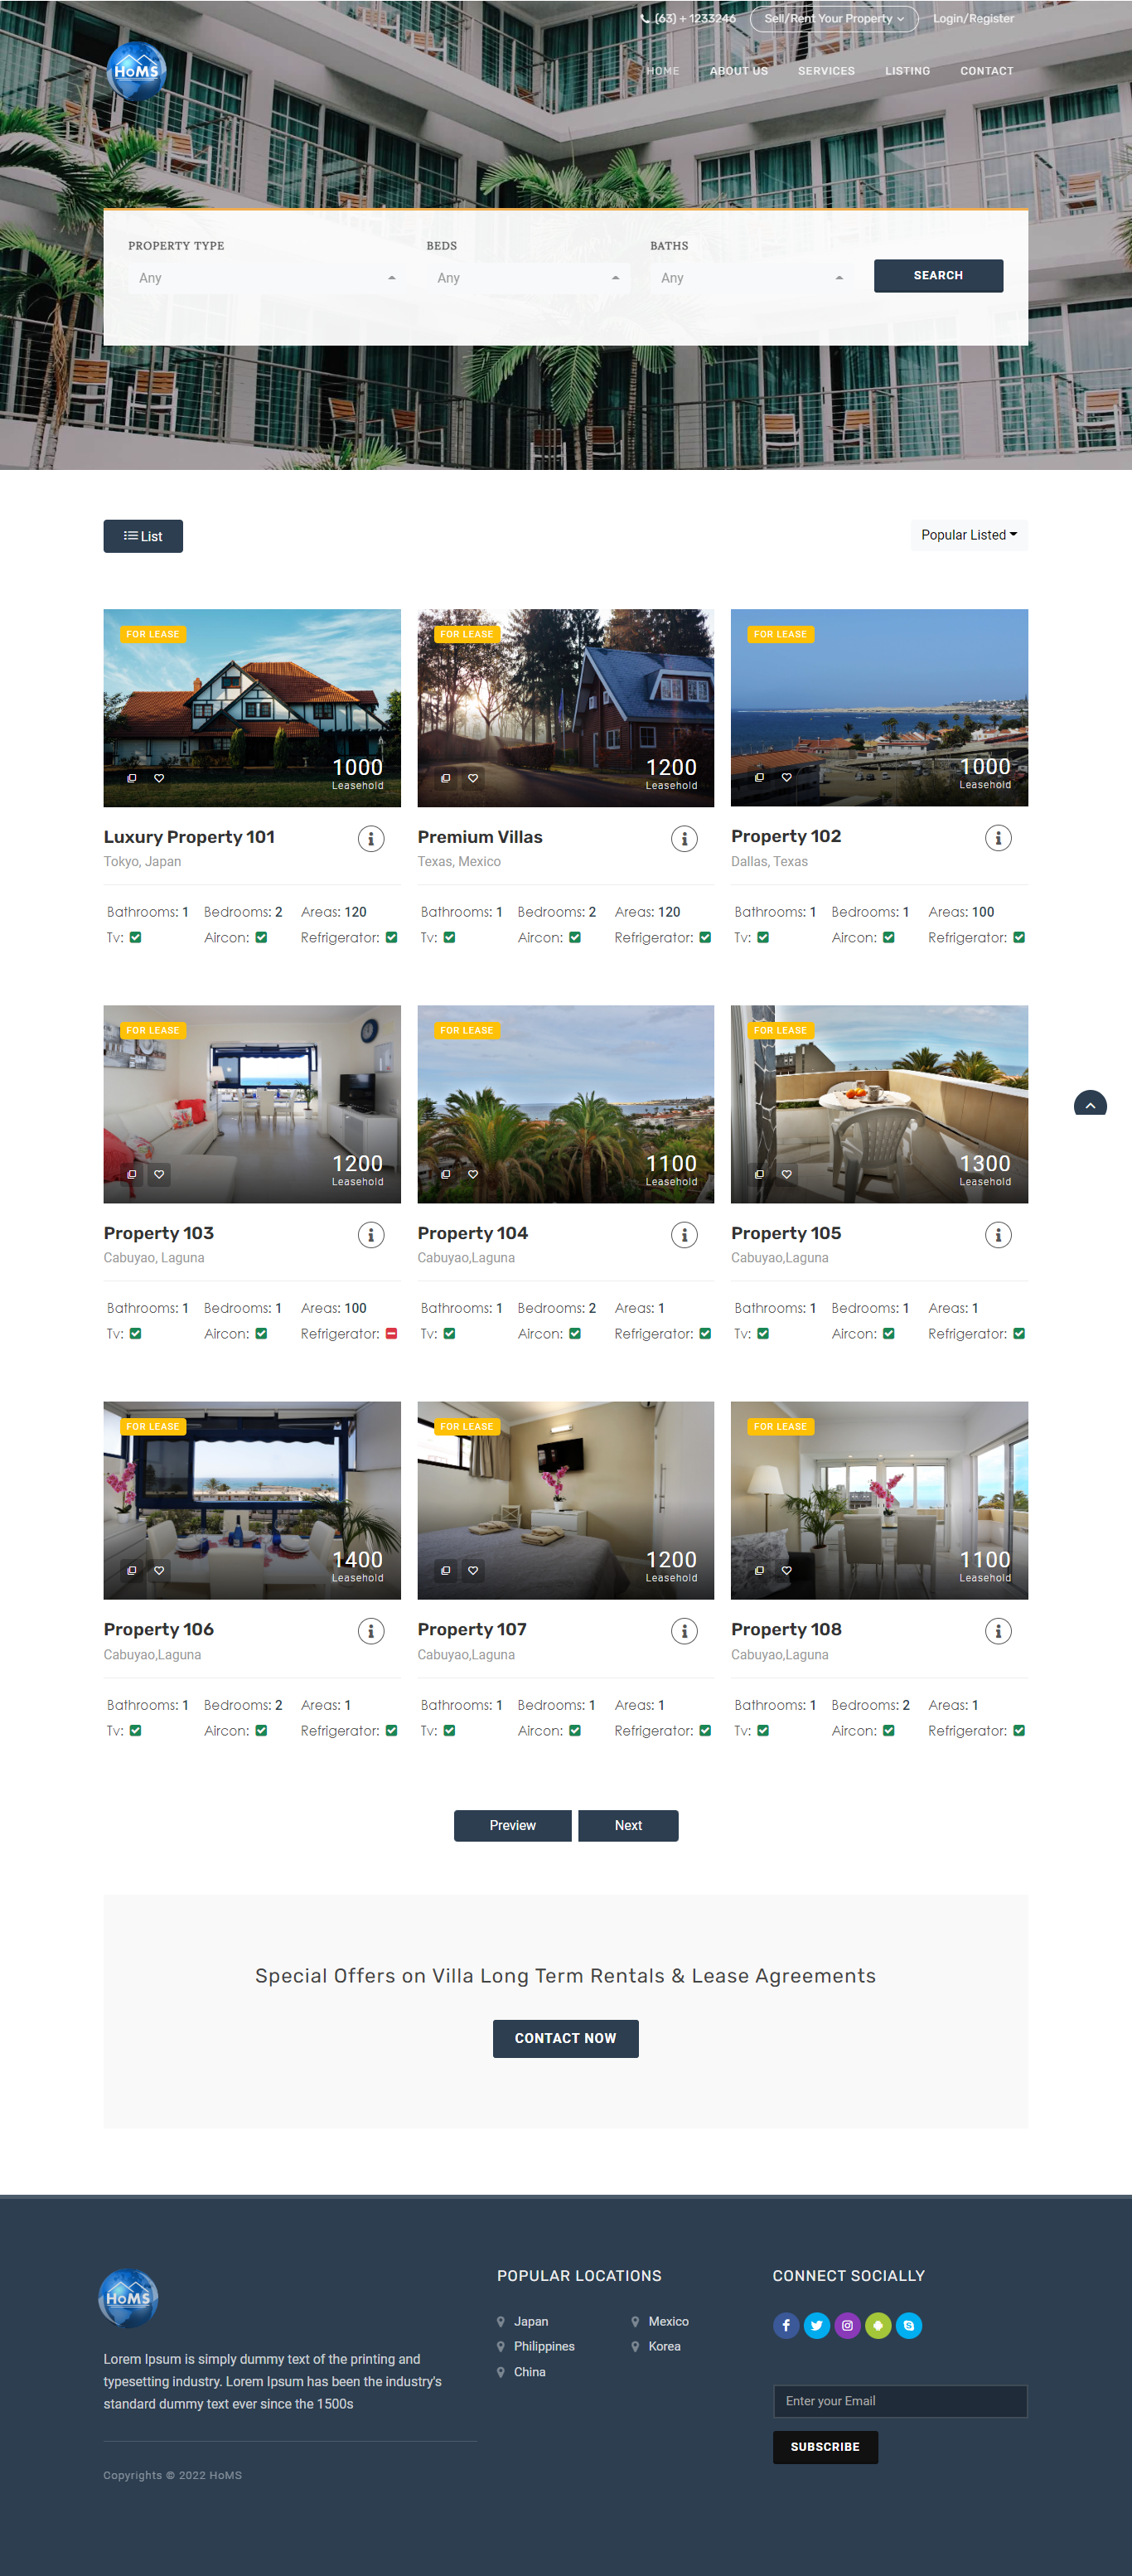 (63) + 1233246 Sell/Rent Your Property Login/Register
HoMS
HOME ABOUT US SERVICES LISTING CONTACT
PROPERTY TYPE BEDS BATHS
Any Any Any SEARCH
List Popular Listed
FOR LEASE FOR LEASE FOR LEASE
1000 1200 1000
Leasehold Leasehold Leasehold
Luxury Property 101 Premium Villas Property 102
Tokyo, Japan Texas, Mexico Dallas, Texas
Bathrooms: 1 Bedrooms: 2 Areas: 120 Bathrooms: 1 Bedrooms: 2 Areas: 120 Bathrooms: 1 Bedrooms: 1 Areas: 100
Tv: Aircon: Refrigerator: Tv: Aircon: Refrigerator: Tv: Aircon: Refrigerator:
FOR LEASE FOR LEASE FOR LEASE
1200 1100 1300
Leasehold Leasehold Leasehold
Property 103 Property 104 Property 105
Cabuyao, Laguna Cabuyao,Laguna Cabuyao,Laguna
Bathrooms: 1 Bedrooms: 1 Areas: 100 Bathrooms: 1 Bedrooms: 2 Areas: 1 Bathrooms: 1 Bedrooms: 1 Areas: 1
Tv: Aircon: Refrigerator: Tv: Aircon: Refrigerator: Tv: Aircon: Refrigerator:
FOR LEASE FOR LEASE FOR LEASE
1400 1200 1100
Leasehold Leasehold Leasehold
Property 106 Property 107 Property 108
Cabuyao,Laguna Cabuyao,Laguna Cabuyao,Laguna
Bathrooms: 1 Bedrooms: 2 Areas: 1 Bathrooms: 1 Bedrooms: 1 Areas: 1 Bathrooms: 1 Bedrooms: 2 Areas: 1
Tv: Aircon: Refrigerator: Tv: Aircon: Refrigerator: Tv: Aircon: Refrigerator:
Preview Next
Special Offers on Villa Long Term Rentals & Lease Agreements
CONTACT NOW
HoMS
Lorem Ipsum is simply dummy text of the printing and
typesetting industry. Lorem Ipsum has been the industry's
standard dummy text ever since the 1500s
Copyrights © 2022 HoMS
POPULAR LOCATIONS
Japan Mexico
Philippines Korea
China
CONNECT SOCIALLY
Enter your Email
SUBSCRIBE